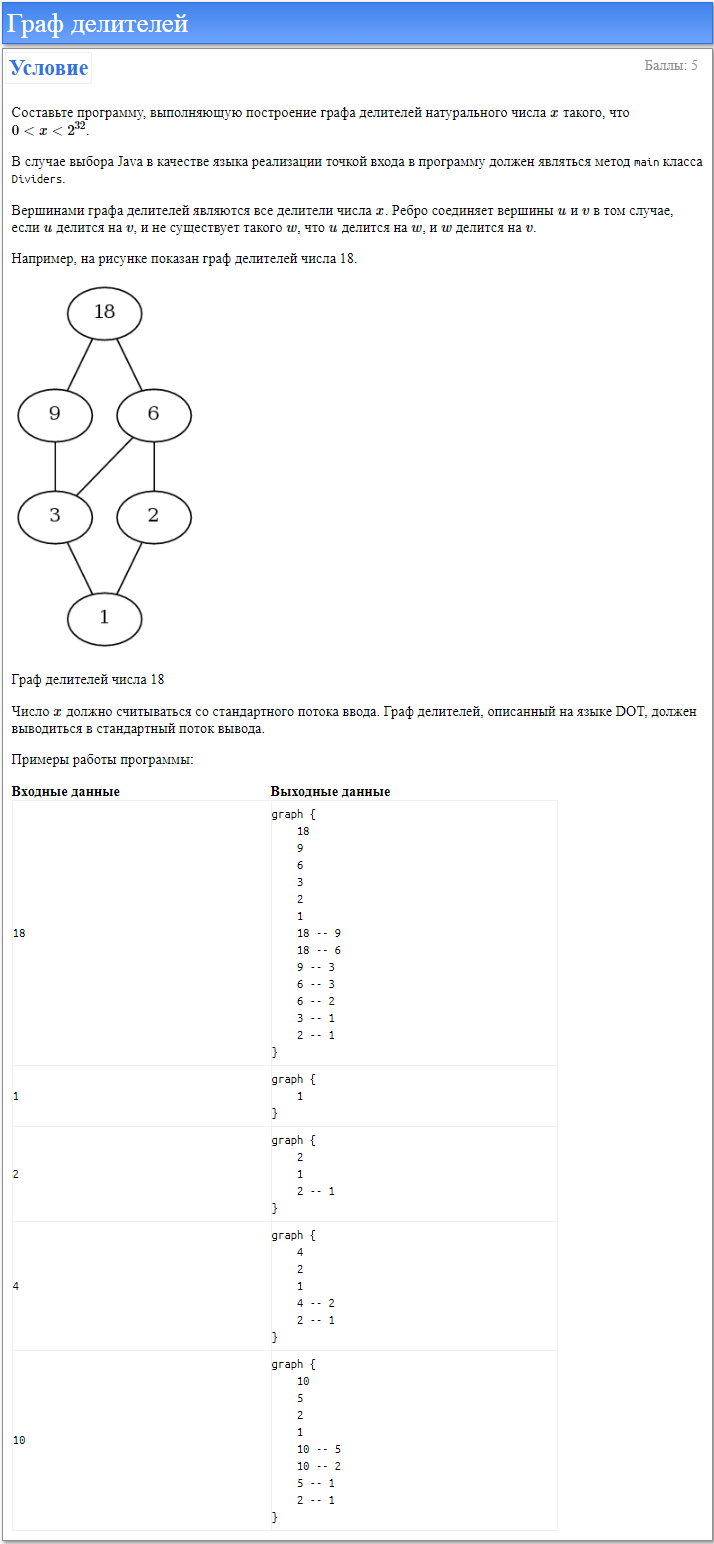 Граф делителей
Условие
Баллы: 5
Составьте программу, выполняющую построение графа делителей натурального числа x такого, что
0 < x < 2³².
В случае выбора Java в качестве языка реализации точкой входа в программу должен являться метод main класса
Dividers.
Вершинами графа делителей являются все делители числа x. Ребро соединяет вершины u и v в том случае,
если u делится на v, и не существует такого w, что u делится на w, и w делится на v.
Например, на рисунке показан граф делителей числа 18.
18
9 6
3 2
1
Граф делителей числа 18
Число x должно считываться со стандартного потока ввода. Граф делителей, описанный на языке DOT, должен
выводиться в стандартный поток вывода.
Примеры работы программы:
Входные данные Выходные данные
18
graph {
18
9
6
3
2
1
18 -- 9
18 -- 6
9 -- 3
6 -- 3
6 -- 2
3 -- 1
2 -- 1
}
1
graph {
1
}
2
graph {
2
1
2 -- 1
}
4
graph {
4
2
1
4 -- 2
2 -- 1
}
10
graph {
10
5
2
1
10 -- 5
10 -- 2
5 -- 1
2 -- 1
}